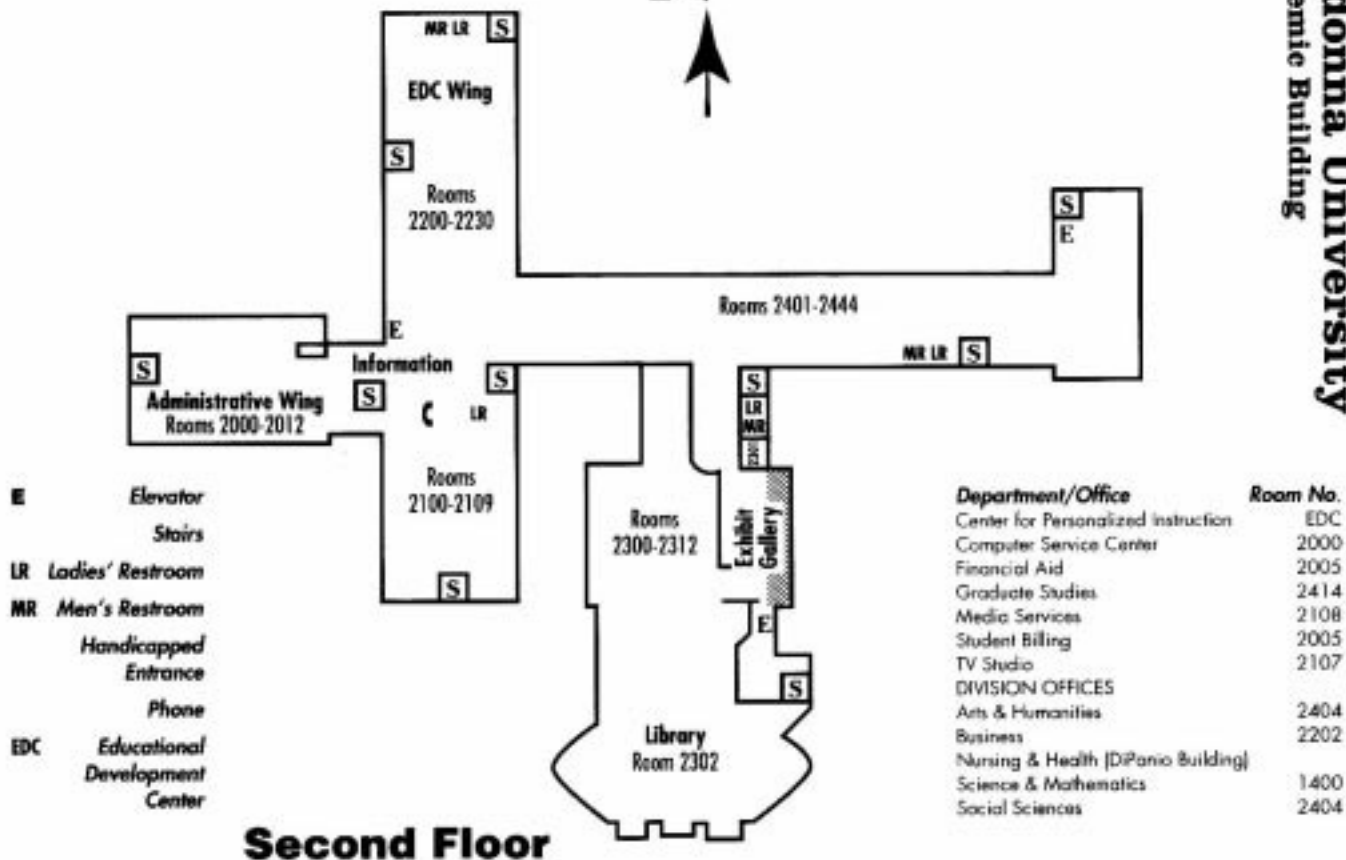 MR LR S
EDC Wing
S
Rooms
2200-2230
S
E
Rooms 2401-2444
MR LR S
E
Information
S
S
S
Administrative Wing
Rooms 2000-2012
C LR
Rooms
2100-2109
S
S
LR
MR
2301
Rooms
2300-2312
Exhibit
Gallery
E
S
Library
Room 2302
E Elevator
Stairs
LR Ladies' Restroom
MR Men's Restroom
Handicapped
Entrance
Phone
EDC Educational
Development
Center
Department/Office Room No.
Center for Personalized Instruction EDC
Computer Service Center 2000
Financial Aid 2005
Graduate Studies 2414
Media Services 2108
Student Billing 2005
TV Studio 2107
DIVISION OFFICES
Arts & Humanities 2404
Business 2202
Nursing & Health (DiPonio Building)
Science & Mathematics 1400
Social Sciences 2404
Second Floor
donna University
emic Building